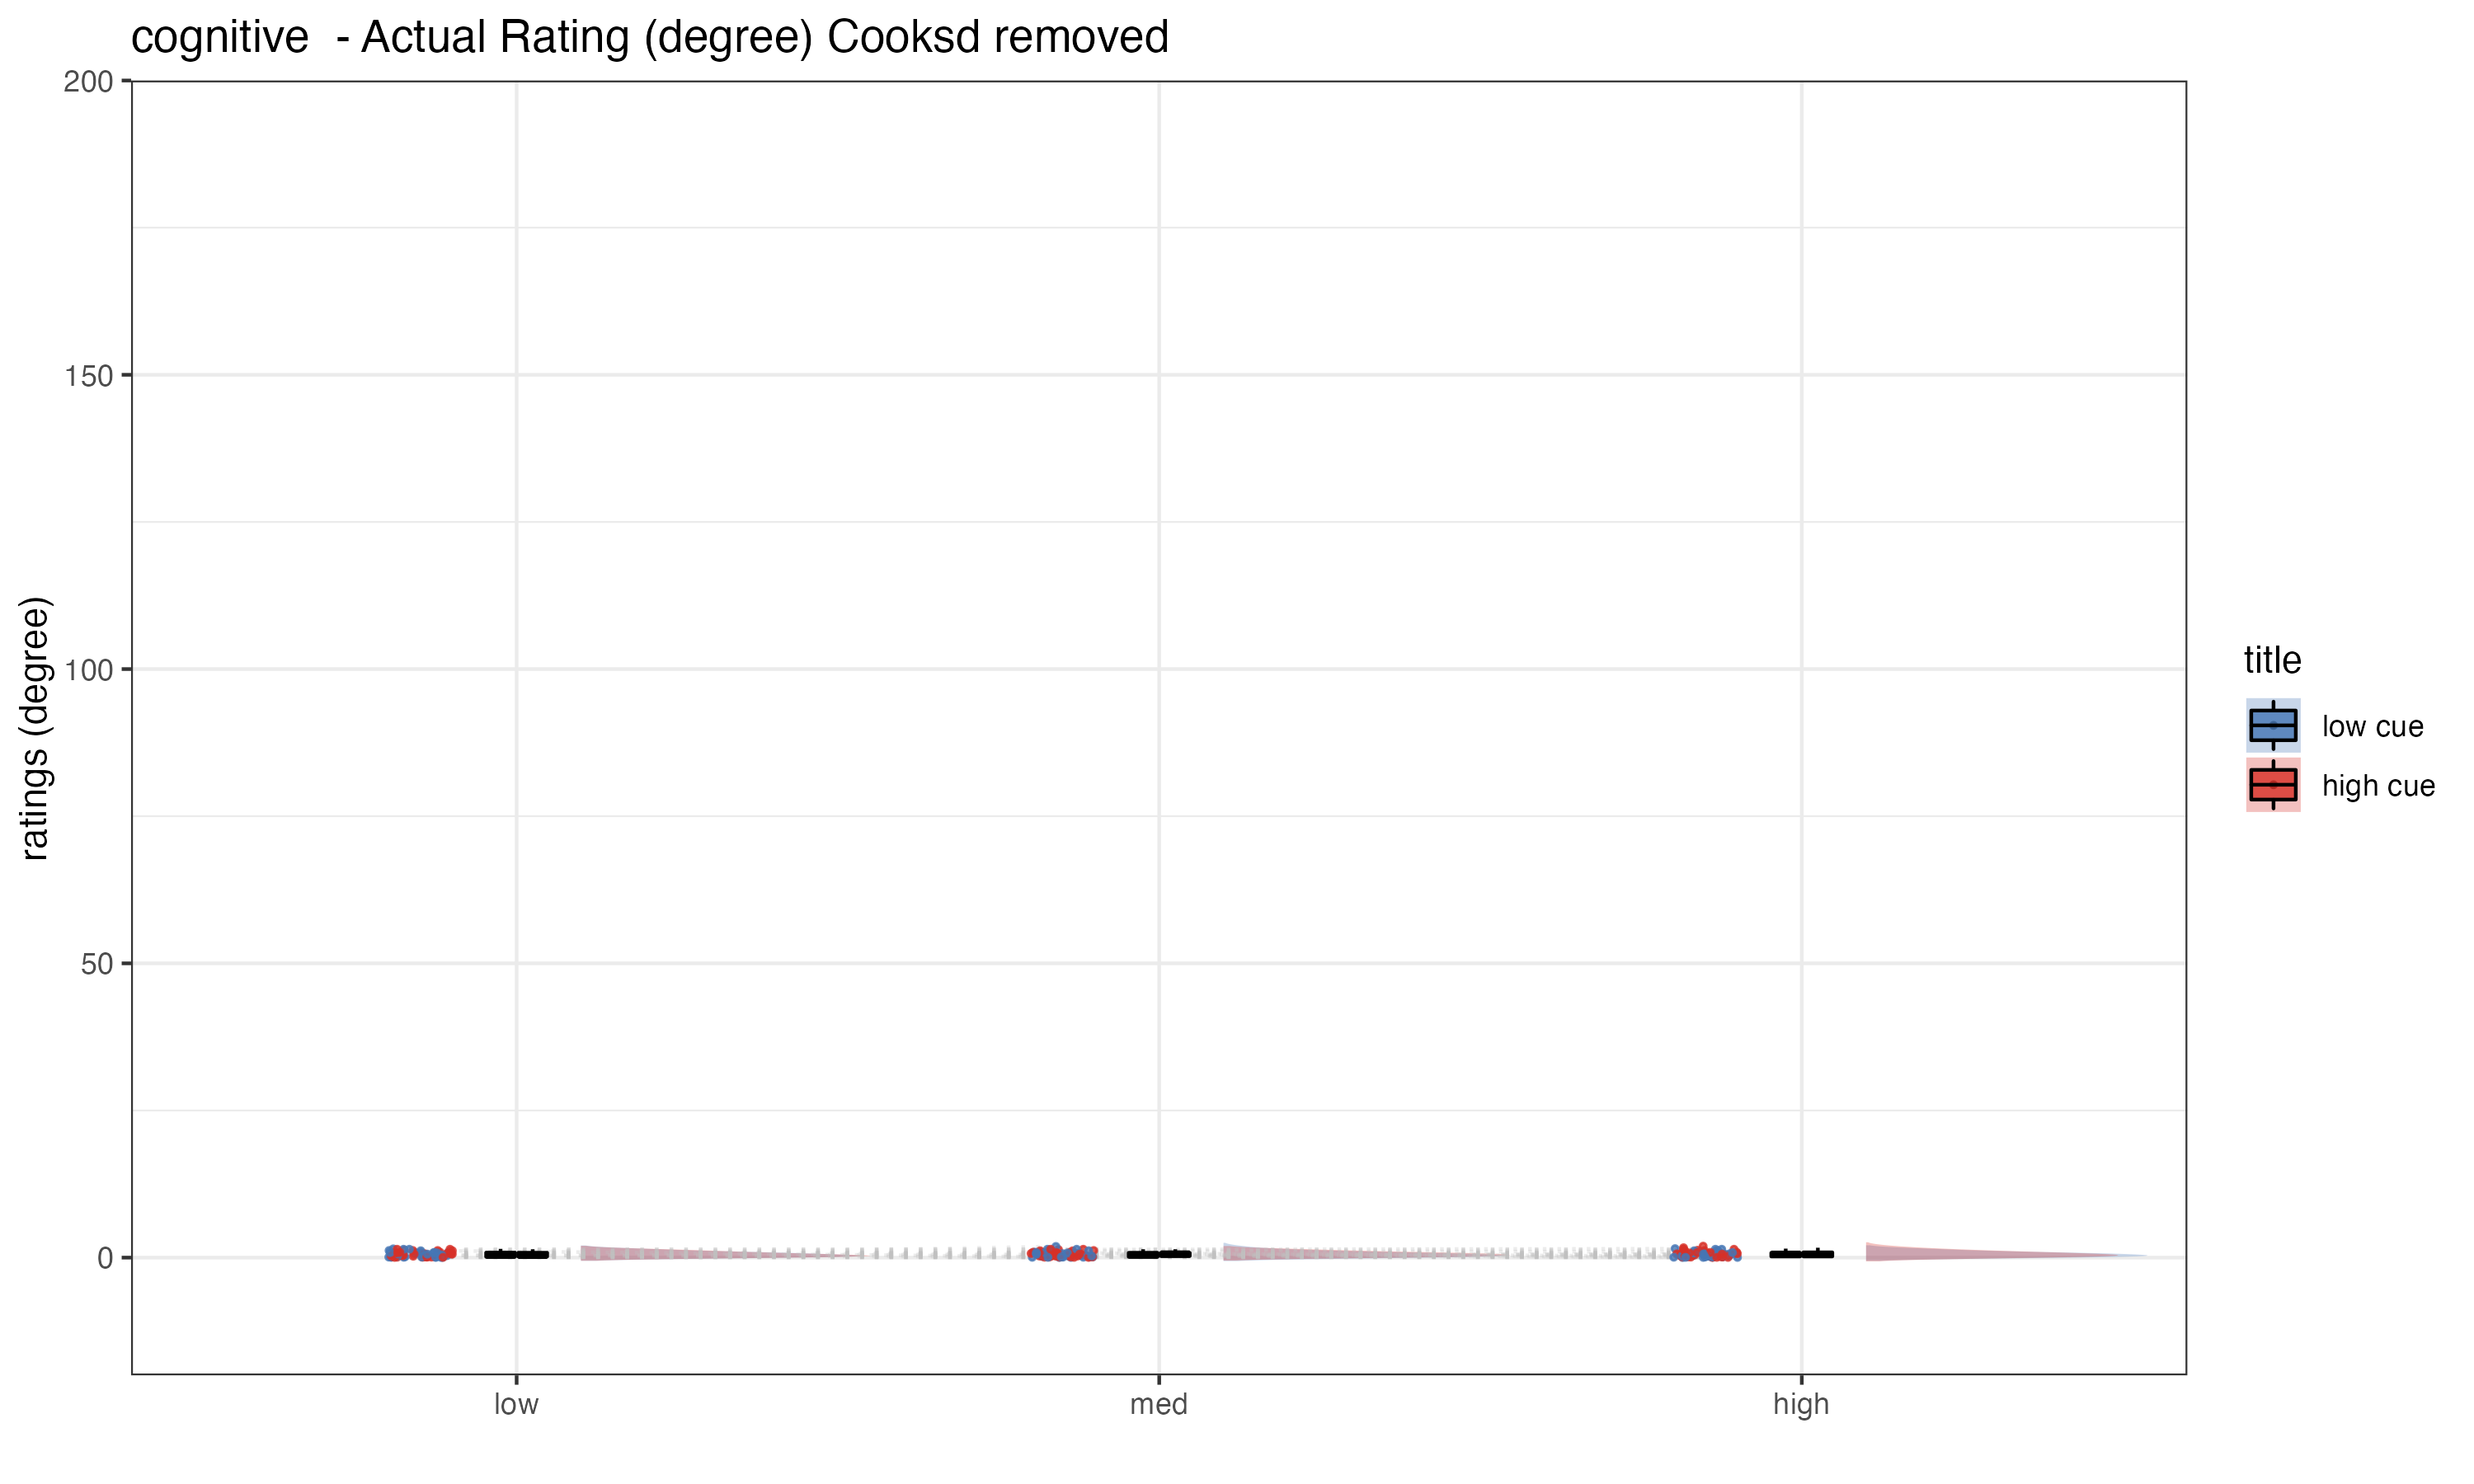 cognitive  - Actual Rating (degree) Cooksd removed
200
150
100
50
0
ratings (degree)
low
med
high
title
low cue
high cue